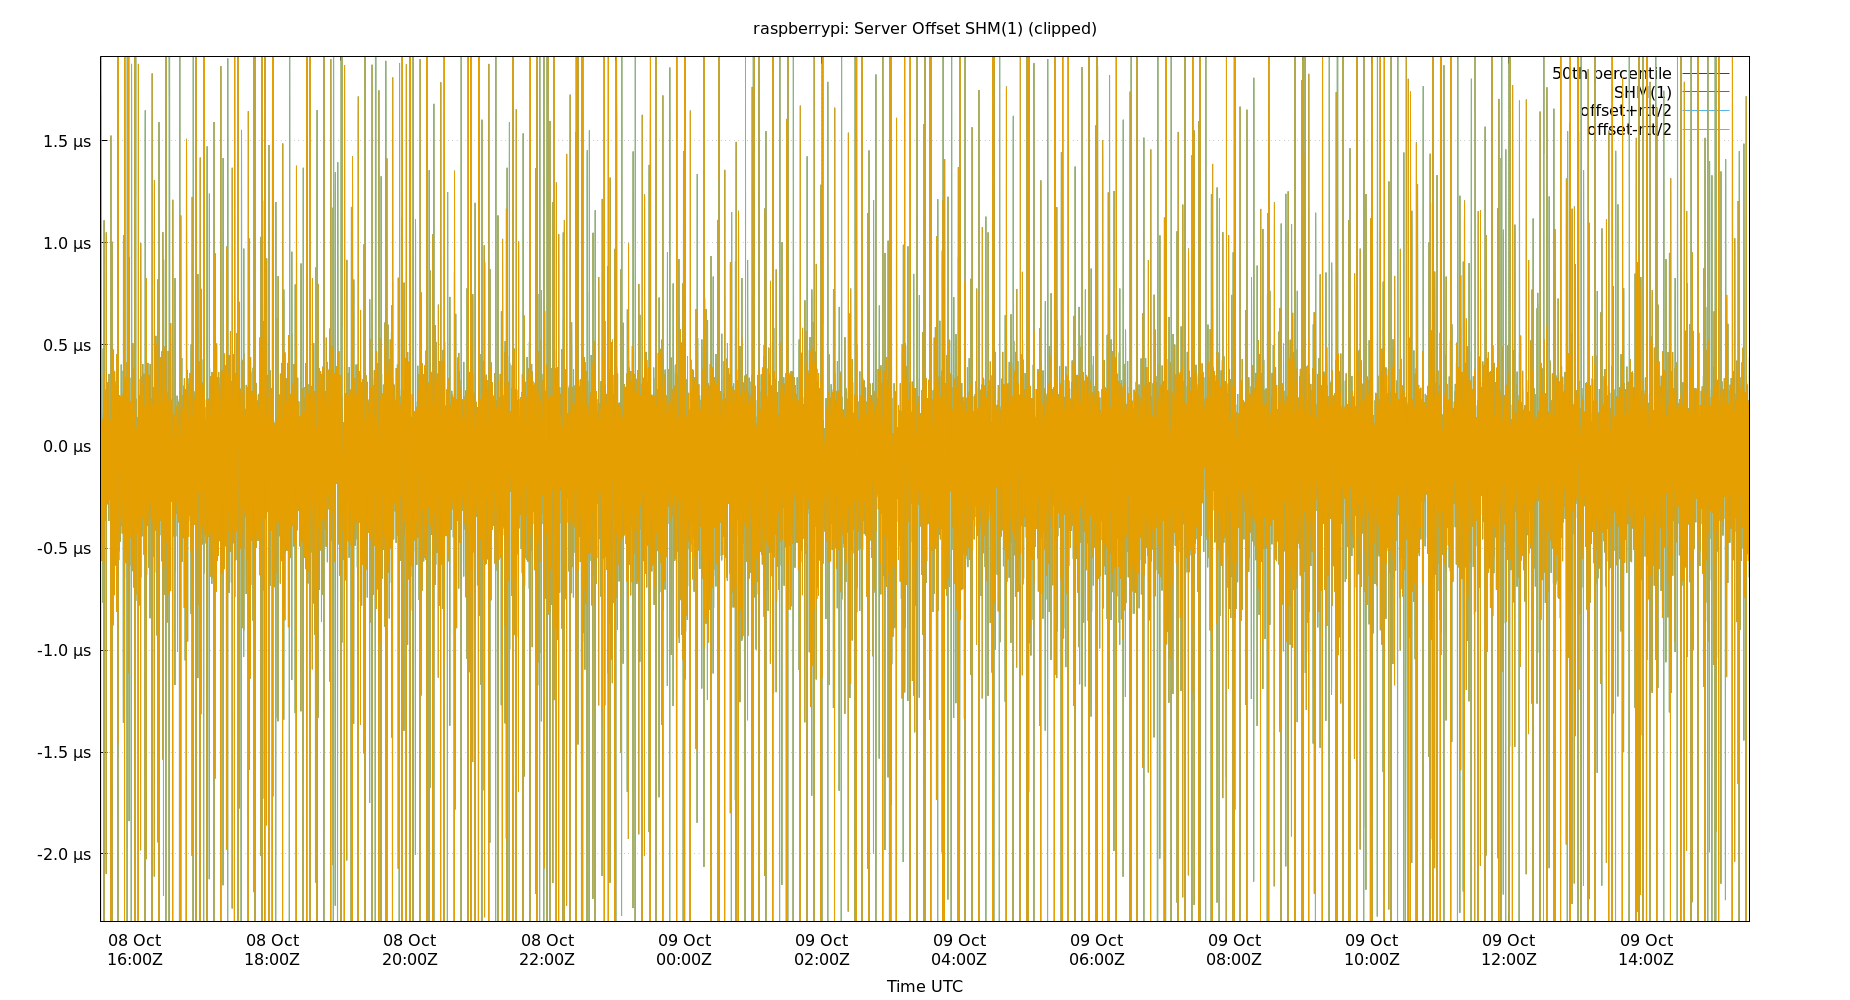 raspberrypi: Server Offset SHM(1) (clipped)
50th percentile
SHM(1)
offset+rtt/2
offset-rtt/2
1.5 µs
1.0 µs
0.5 µs
0.0 µs
-0.5 µs
-1.0 µs
-1.5 µs
-2.0 µs
08 Oct 08 Oct 08 Oct 08 Oct 09 Oct 09 Oct 09 Oct 09 Oct 09 Oct 09 Oct 09 Oct 09 Oct
16:00Z 18:00Z 20:00Z 22:00Z 00:00Z 02:00Z 04:00Z 06:00Z 08:00Z 10:00Z 12:00Z 14:00Z
Time UTC